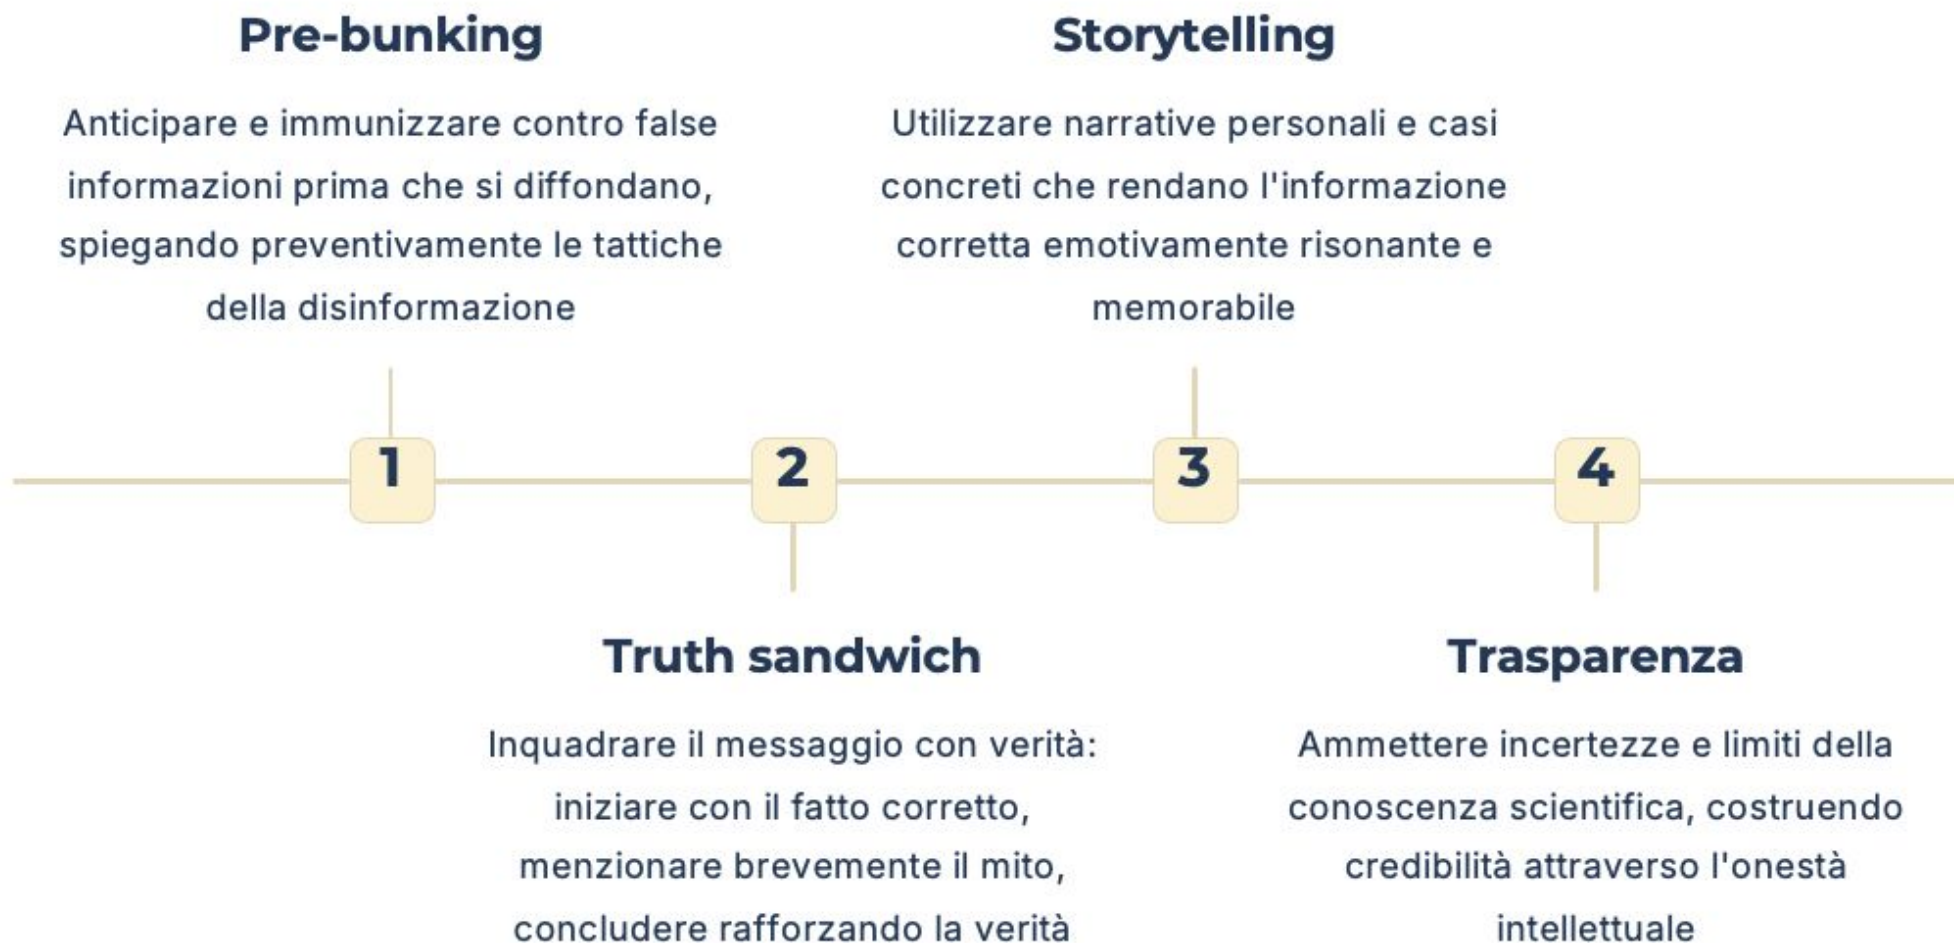 Pre-bunking
Anticipare e immunizzare contro false
informazioni prima che si diffondano,
spiegando preventivamente le tattiche
della disinformazione
Storytelling
Utilizzare narrative personali e casi
concreti che rendano l'informazione
corretta emotivamente risonante e
memorabile
1
2
3
4
Truth sandwich
Inquadrare il messaggio con verità:
iniziare con il fatto corretto,
menzionare brevemente il mito,
concludere rafforzando la verità
Trasparenza
Ammettere incertezze e limiti della
conoscenza scientifica, costruendo
credibilità attraverso l'onestà
intellettuale